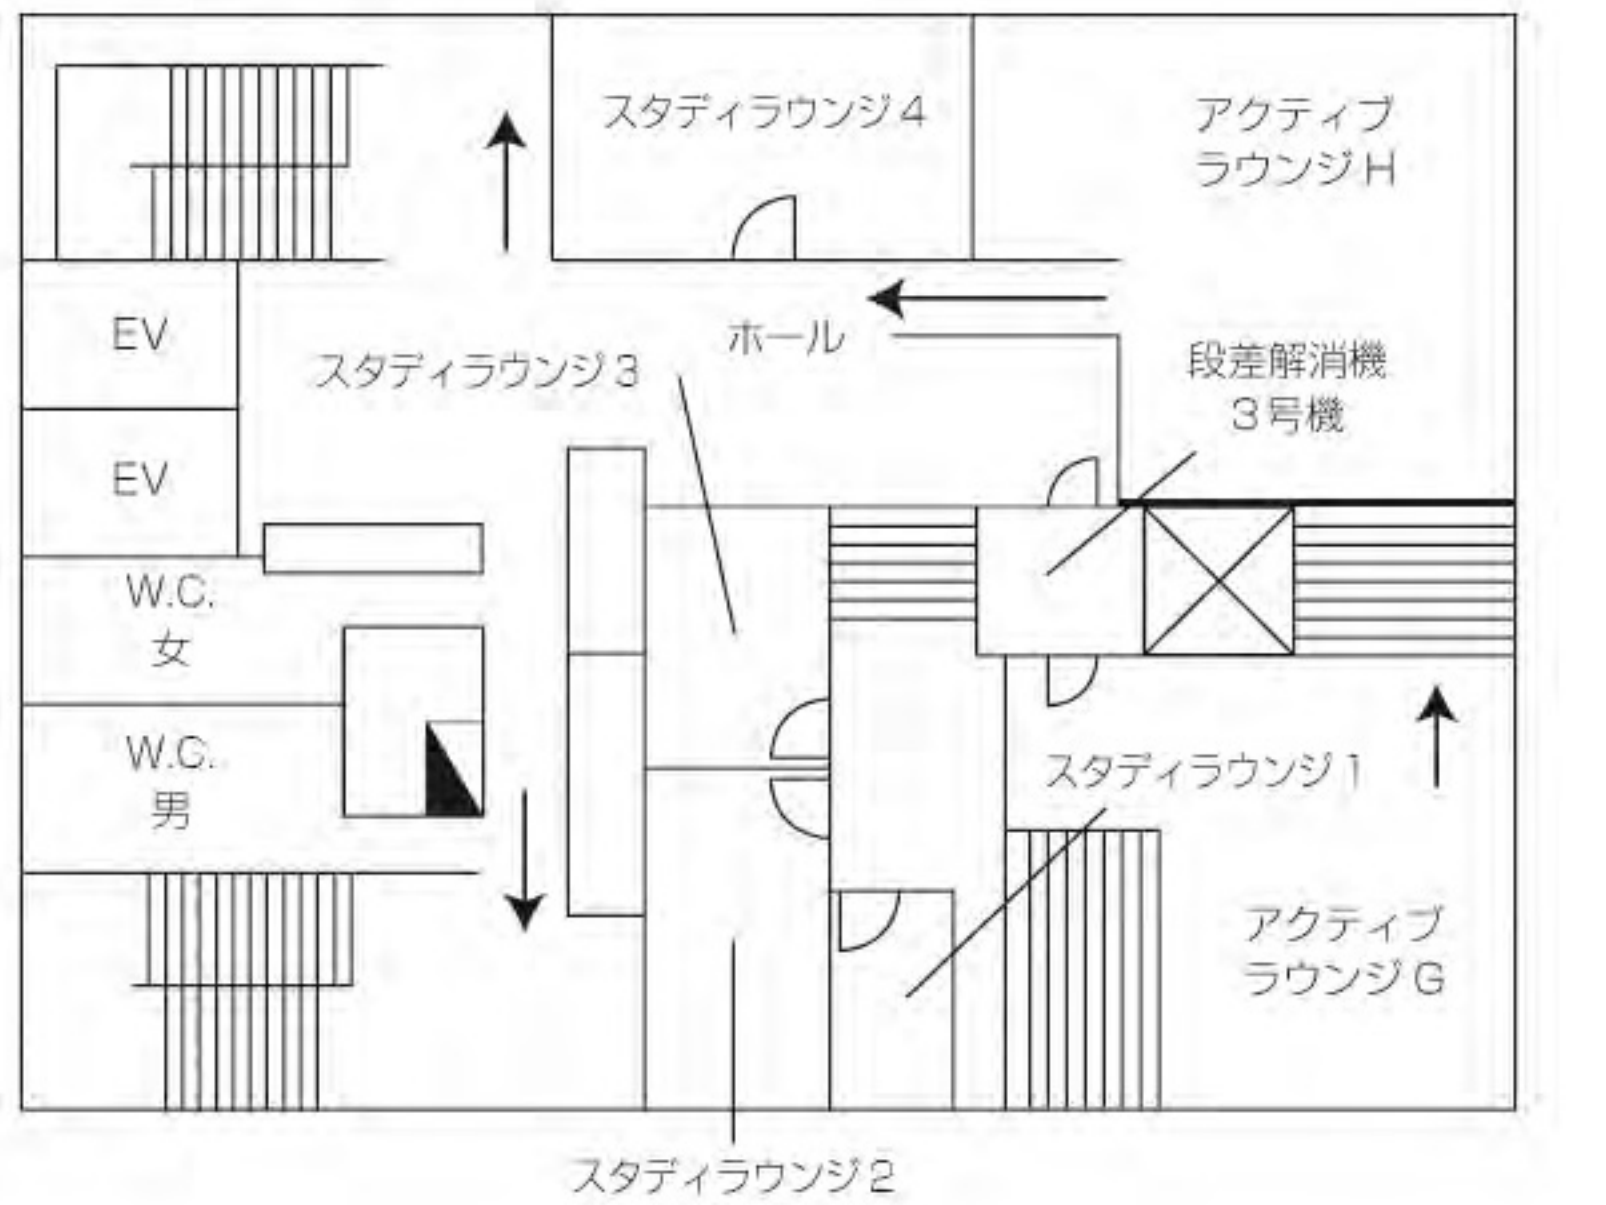 スタディラウンジ4
アクティブ
ラウンジH
EV
ホール
スタディラウンジ3
段差解消機
3号機
EV
W.C.
女
W.C.
男
スタディラウンジ1
アクティブ
ラウンジG
スタディラウンジ2